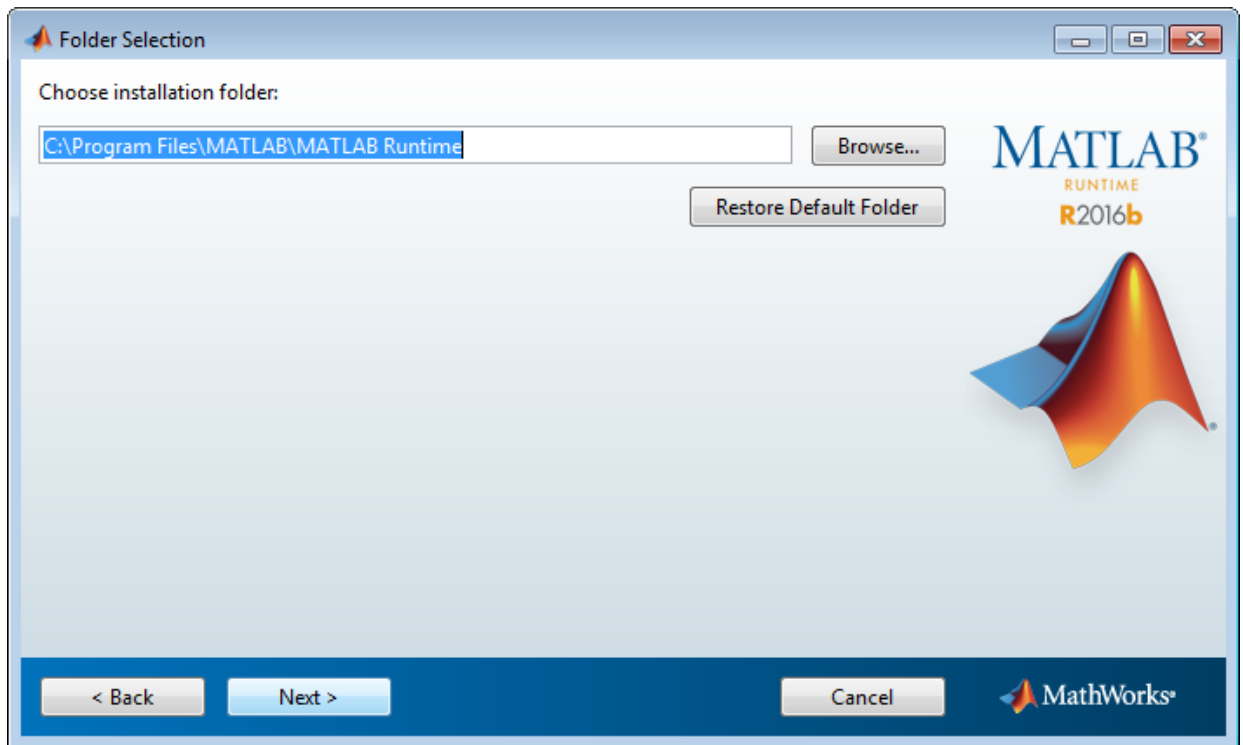 Folder Selection
Choose installation folder:
C:\Program Files\MATLAB\MATLAB Runtime
Browse...
Restore Default Folder
MATLAB®
RUNTIME
R2016b
®
< Back
Next >
Cancel
MathWorks®